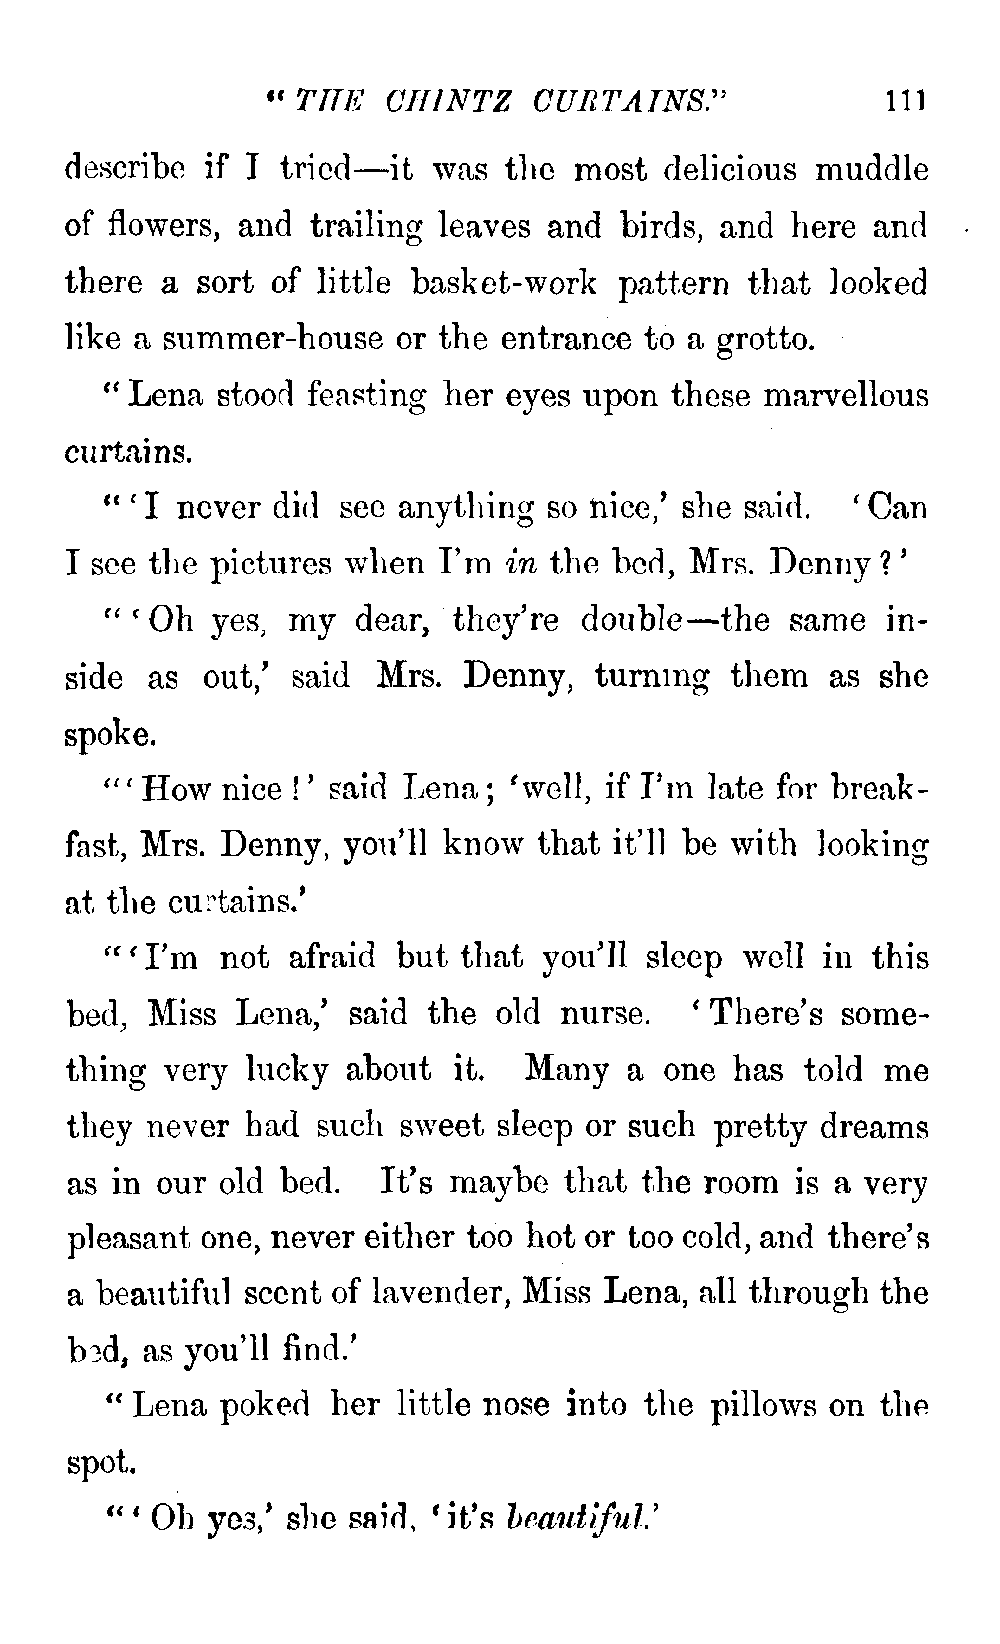 “ THE CHINTZ CURTAINS.” 111
describe if I tried—it was the most delicious muddle
of flowers, and trailing leaves and birds, and here and
there a sort of little basket-work pattern that looked
like a summer-house or the entrance to a grotto.
“ Lena stood feasting her eyes upon these marvellous
curtains.
“ ‘ I never did see anything so nice,’ she said. ‘ Can
I see the pictures when I’m in the bed, Mrs. Denny ? ’
“ ‘ Oh yes, my dear, they’re double—the same in-
side as out,’ said Mrs. Denny, turning them as she
spoke.
“ ‘ How nice ! ’ said Lena ; ‘ well, if I’m late for break-
fast, Mrs. Denny, you’ll know that it’ll be with looking
at the curtains.’
“ ‘ I’m not afraid but that you’ll sleep well in this
bed, Miss Lena,’ said the old nurse. ‘ There’s some-
thing very lucky about it. Many a one has told me
they never had such sweet sleep or such pretty dreams
as in our old bed. It’s maybe that the room is a very
pleasant one, never either too hot or too cold, and there’s
a beautiful scent of lavender, Miss Lena, all through the
bed, as you’ll find.’
“ Lena poked her little nose into the pillows on the
spot.
“ ‘ Oh yes,’ she said, ‘ it’s beautiful.’